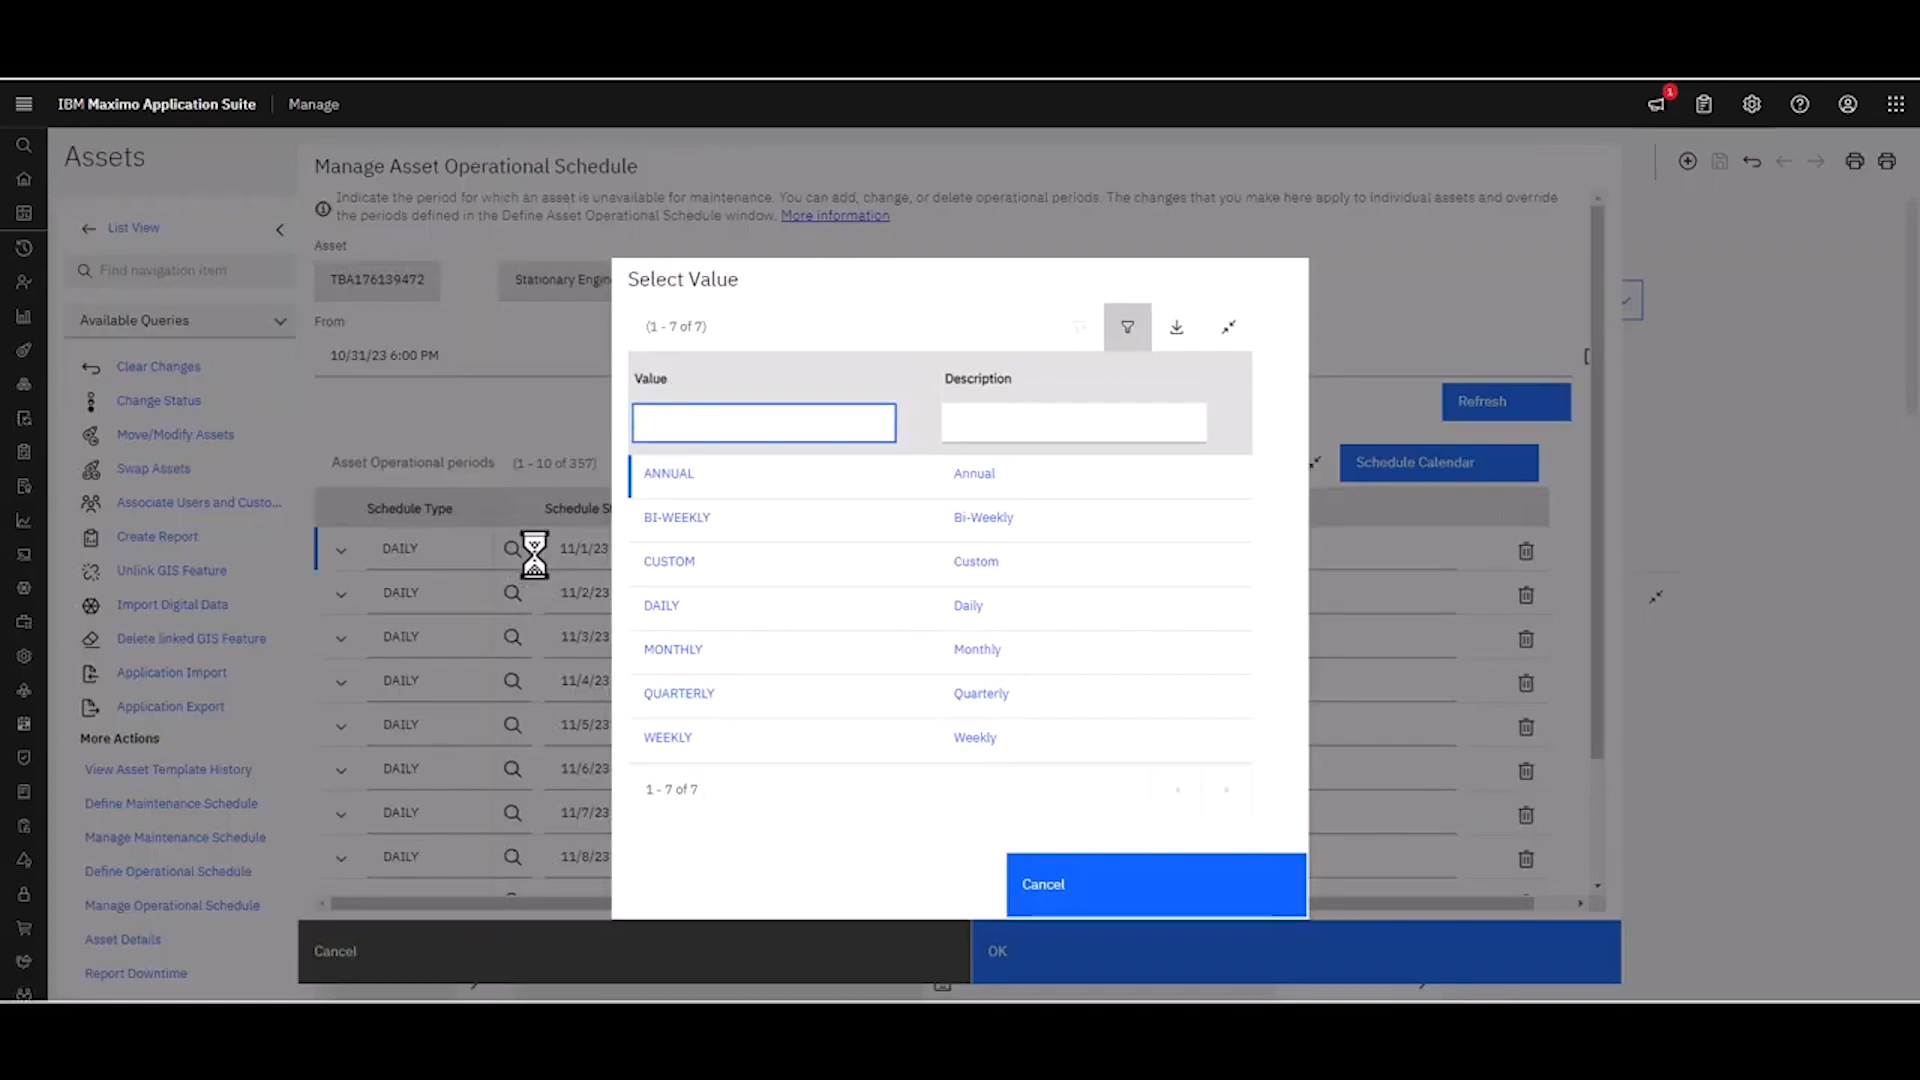 IBM Maximo Application Suite
Manage
1
Assets
List View
Find navigation item
Available Queries
Clear Changes
Change Status
Move/Modify Assets
Swap Assets
Associate Users and Custo...
Create Report
Unlink GIS Feature
Import Digital Data
Delete linked GIS Feature
Application Import
Application Export
More Actions
View Asset Template History
Define Maintenance Schedule
Manage Maintenance Schedule
Define Operational Schedule
Manage Operational Schedule
Asset Details
Report Downtime
Manage Asset Operational Schedule
Indicate the period for which an asset is unavailable for maintenance. You can add, change, or delete operational periods. The changes that you make here apply to individual assets and override
the periods defined in the Define Asset Operational Schedule window. More information
Asset
TBA176139472
Stationary Engin
From
10/31/23 6:00 PM
Refresh
Asset Operational periods (1 - 10 of 357)
Schedule Calendar
Schedule Type Schedule St
DAILY 11/1/23
DAILY 11/2/23
DAILY 11/3/23
DAILY 11/4/23
DAILY 11/5/23
DAILY 11/6/23
DAILY 11/7/23
DAILY 11/8/23
Cancel
OK
Select Value
(1 - 7 of 7)
Value Description
ANNUAL Annual
BI-WEEKLY Bi-Weekly
CUSTOM Custom
DAILY Daily
MONTHLY Monthly
QUARTERLY Quarterly
WEEKLY Weekly
1 - 7 of 7
Cancel